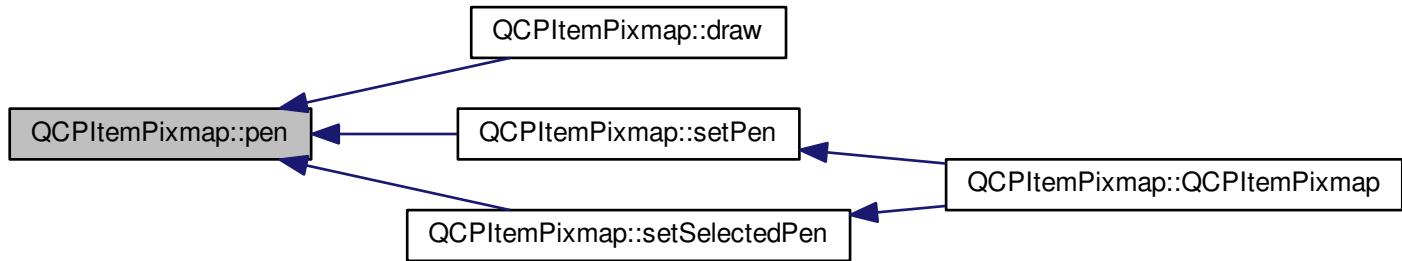 QCPItemPixmap::draw
QCPItemPixmap::pen
QCPItemPixmap::setPen
QCPItemPixmap::QCPItemPixmap
QCPItemPixmap::setSelectedPen